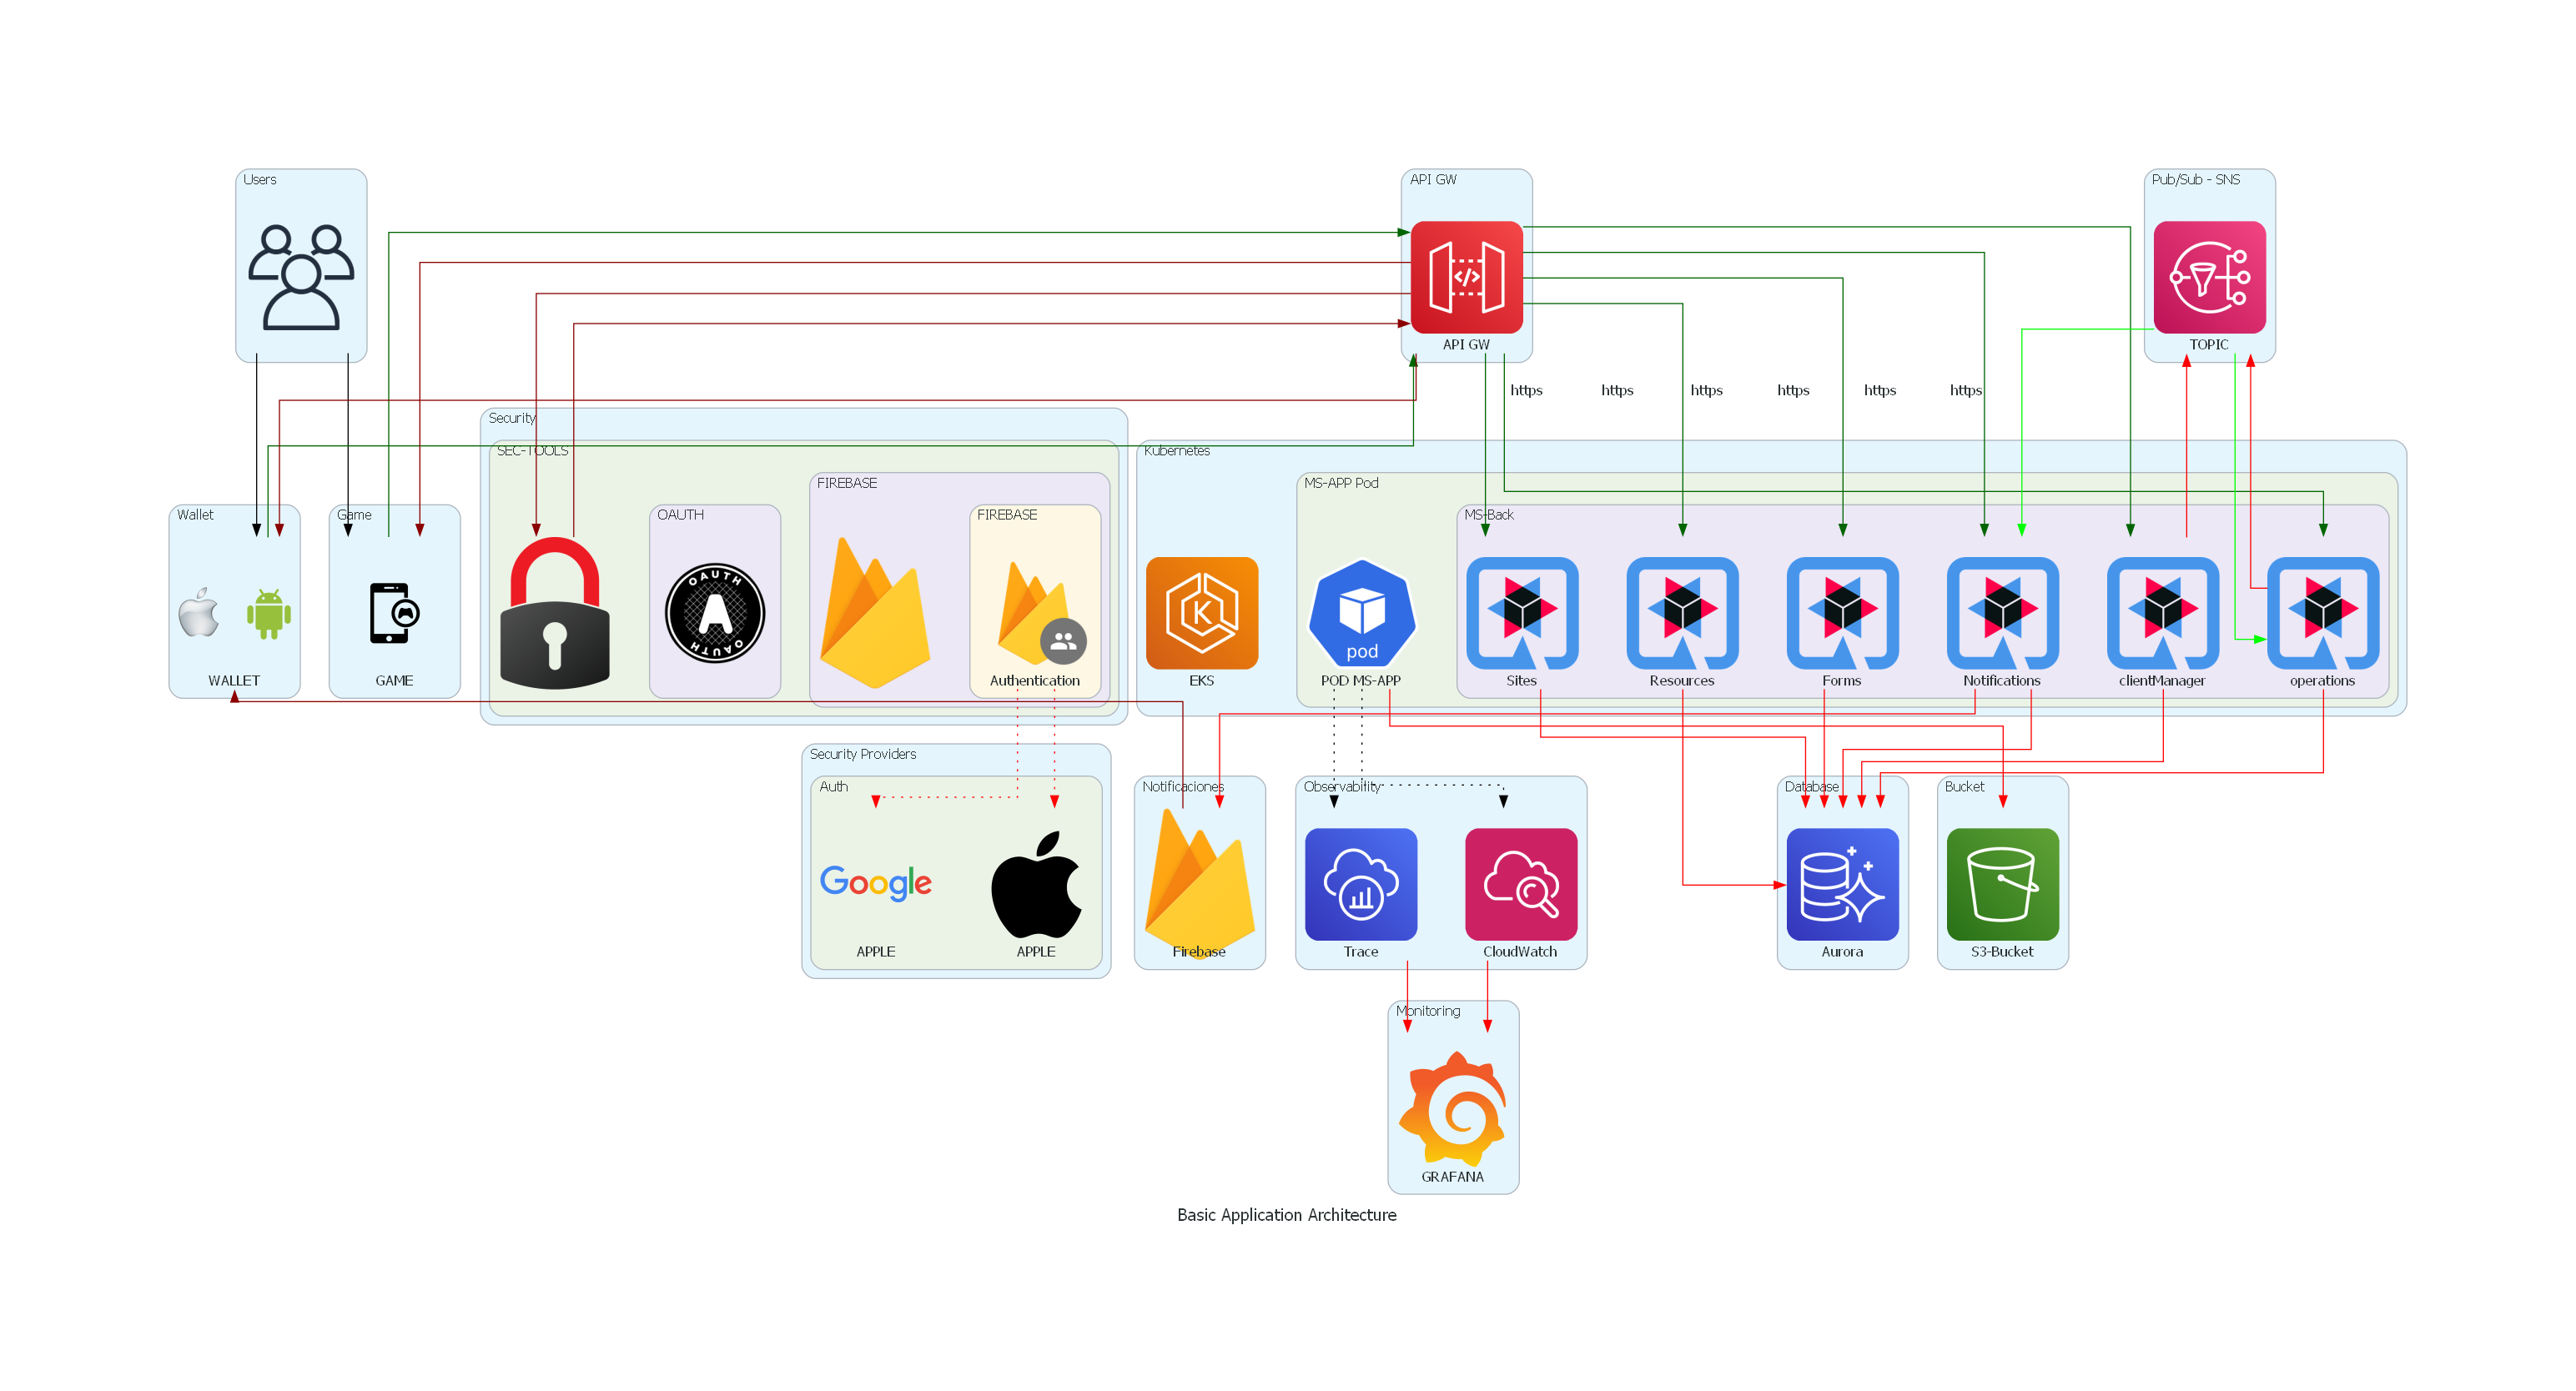 Users
API GW
Pub/Sub - SNS
API GW
TOPIC
https
https
https
https
https
https
Security
SEC-TOOLS
Kubernetes
FIREBASE
MS-APP Pod
Wallet
Game
OAUTH
FIREBASE
MS-Back
OAUTH
A
OAUTH
K
pod
WALLET
GAME
Authentication
EKS
POD MS-APP
Sites
Resources
Forms
Notifications
clientManager
operations
Security Providers
Auth
Notificaciones
Observability
Database
Bucket
Google
APPLE
APPLE
Firebase
Trace
CloudWatch
Aurora
S3-Bucket
Monitoring
GRAFANA
Basic Application Architecture